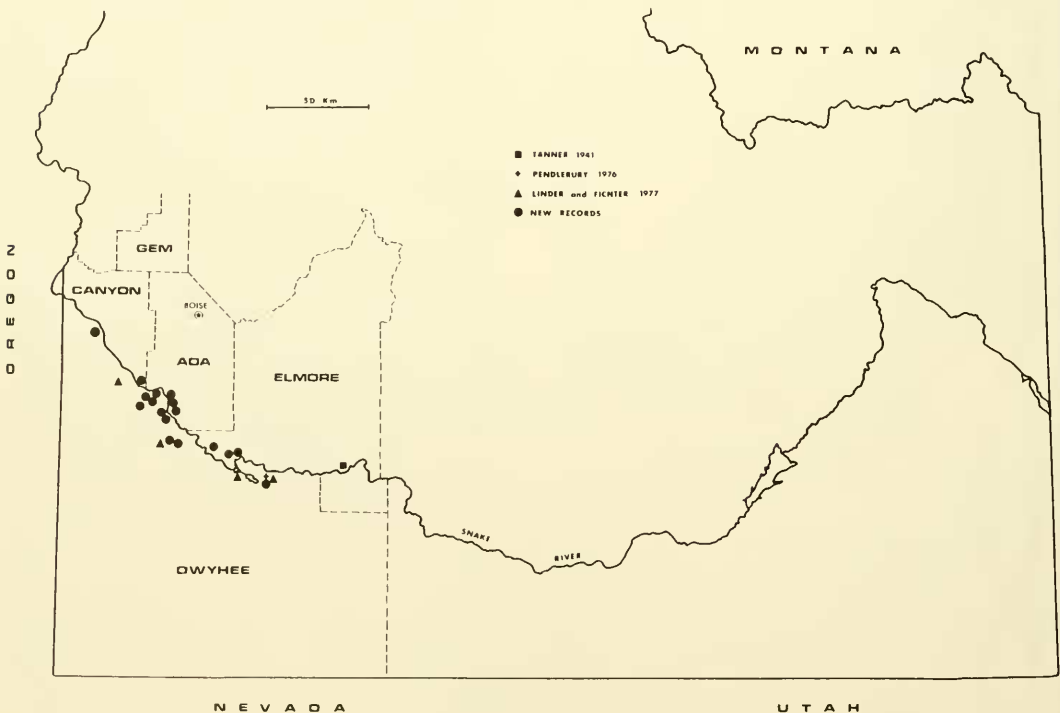 MONTANA
50 Km
■ TANNER 1941
+ PENDLERURY 1976
▲ LINDER and FICHTER 1977
● NEW RECORDS
OREGON
GEM
CANYON
BOISE
ADA
ELMORE
SNAKE
RIVER
OWYHEE
NEVADA
UTAH